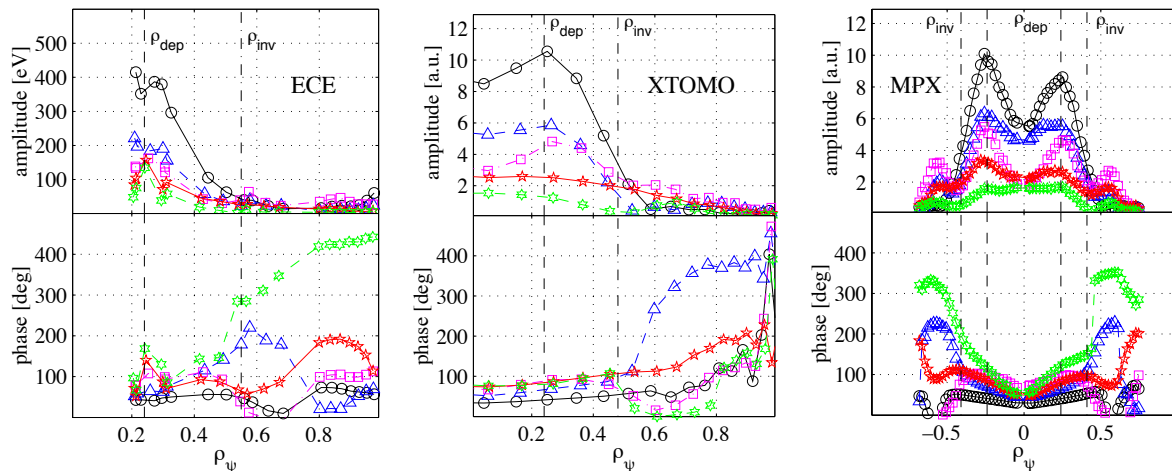 ρdep
ρinv
ECE
amplitude [eV]
500
400
300
200
100
phase [deg]
400
300
200
100
0.2
0.4
0.6
0.8
ρψ
ρdep
ρinv
XTOMO
amplitude [a.u.]
12
10
8
6
4
2
phase [deg]
400
300
200
100
0.2
0.4
0.6
0.8
ρψ
ρinv
ρdep
ρinv
MPX
amplitude [a.u.]
12
10
8
6
4
2
phase [deg]
400
300
200
100
0
−0.5
0
0.5
ρψ